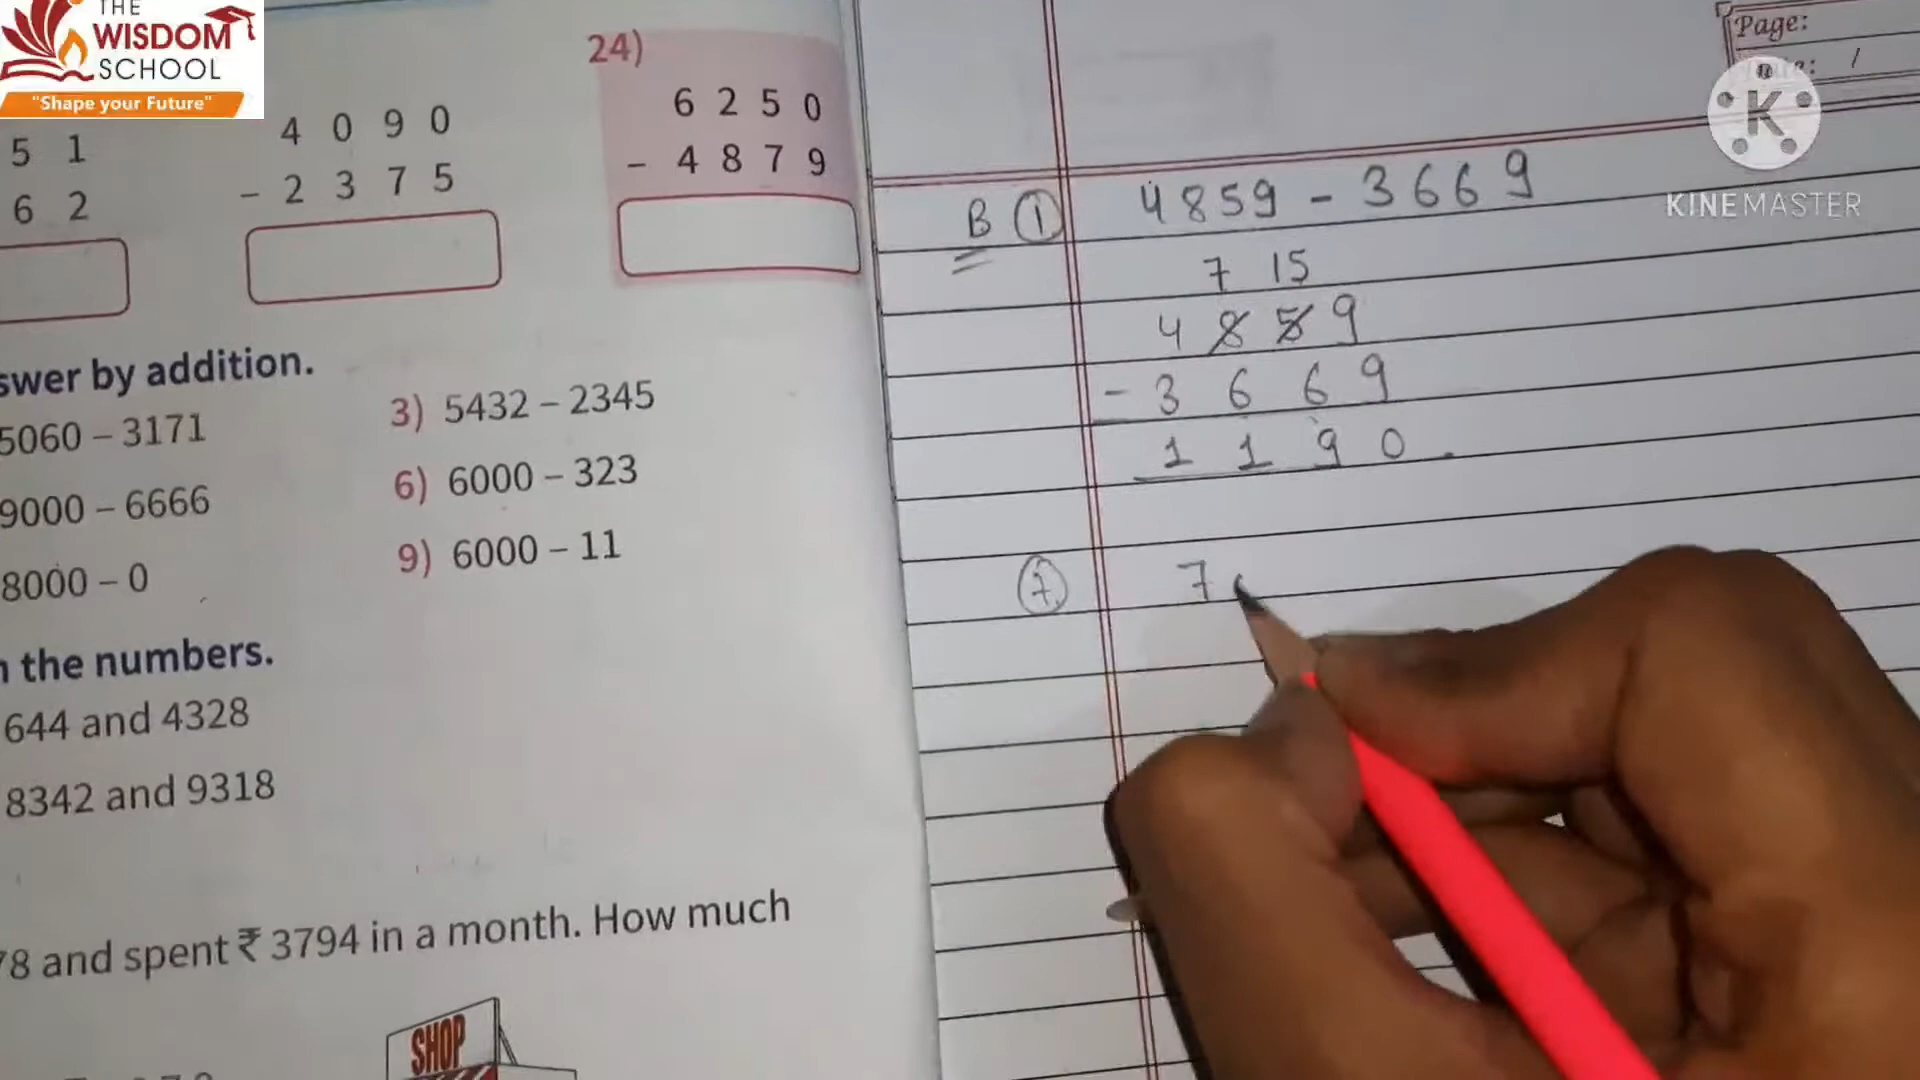 THE
WISDOM
SCHOOL
"Shape your Future"
5 1
6 2
4 0 9 0
- 2 3 7 5
24)
6 2 5 0
- 4 8 7 9
swer by addition.
5060 – 3171
3) 5432 – 2345
9000 – 6666
6) 6000 – 323
8000 – 0
9) 6000 – 11
the numbers.
644 and 4328
8342 and 9318
78 and spent ₹ 3794 in a month. How much
SHOP
Page:
/
K
KINEMASTER
B ① 4859 - 3669
7 15
4 8 5 9
- 3 6 6 9
1 1 9 0 .
⑦ 7